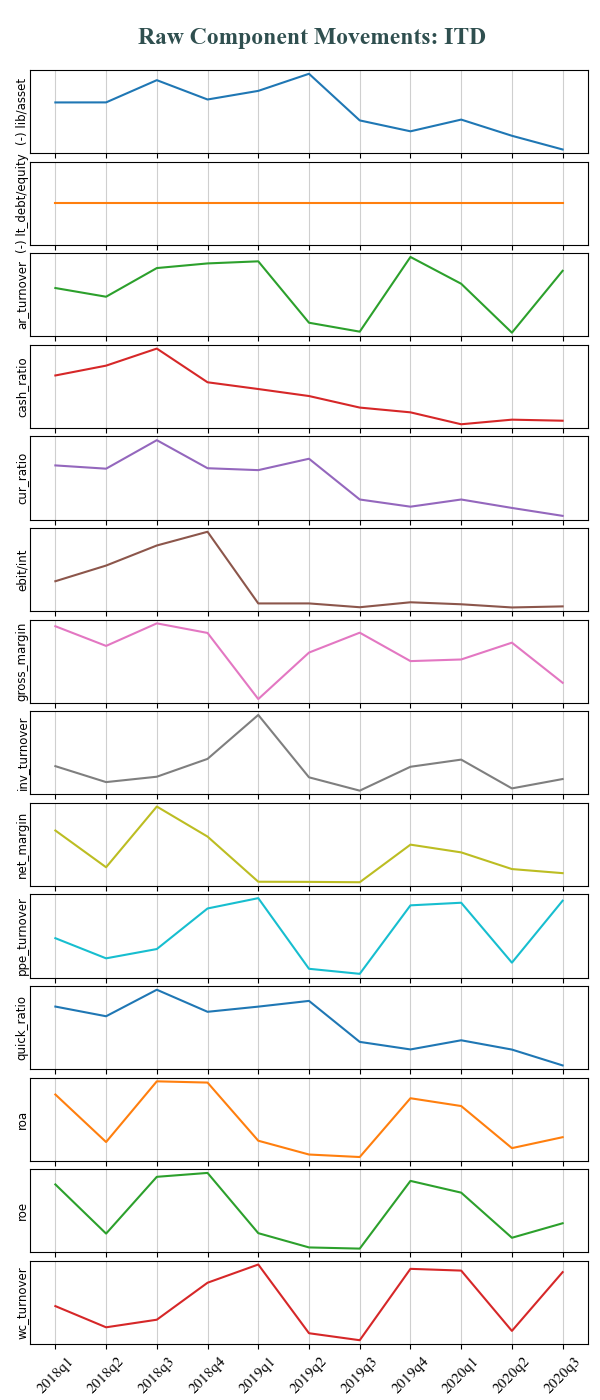 Raw Component Movements: ITD
(-) lib/asset
(-) lt_debt/equity
ar_turnover
cash_ratio
cur_ratio
ebit/int
gross_margin
inv_turnover
net_margin
ppe_turnover
quick_ratio
roa
roe
wc_turnover
2018q1 2018q2 2018q3 2018q4 2019q1 2019q2 2019q3 2019q4 2020q1 2020q2 2020q3